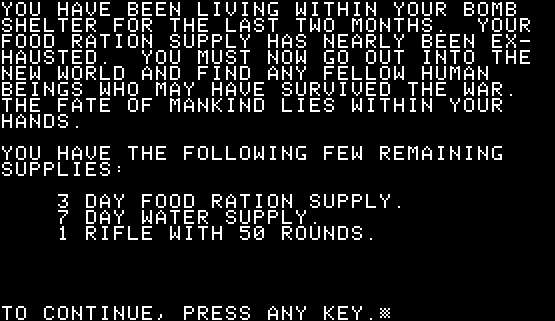 YOU HAVE BEEN LIVING WITHIN YOUR BOMB
SHELTER FOR THE LAST TWO MONTHS.  YOUR
FOOD RATION SUPPLY HAS NEARLY BEEN EX-
HAUSTED.  YOU MUST NOW GO OUT INTO THE
NEW WORLD AND FIND ANY FELLOW HUMAN
BEINGS WHO MAY HAVE SURVIVED THE WAR.
THE FATE OF MANKIND LIES WITHIN YOUR
HANDS.
YOU HAVE THE FOLLOWING FEW REMAINING
SUPPLIES:
3 DAY FOOD RATION SUPPLY.
7 DAY WATER SUPPLY.
1 RIFLE WITH 50 ROUNDS.
TO CONTINUE, PRESS ANY KEY.